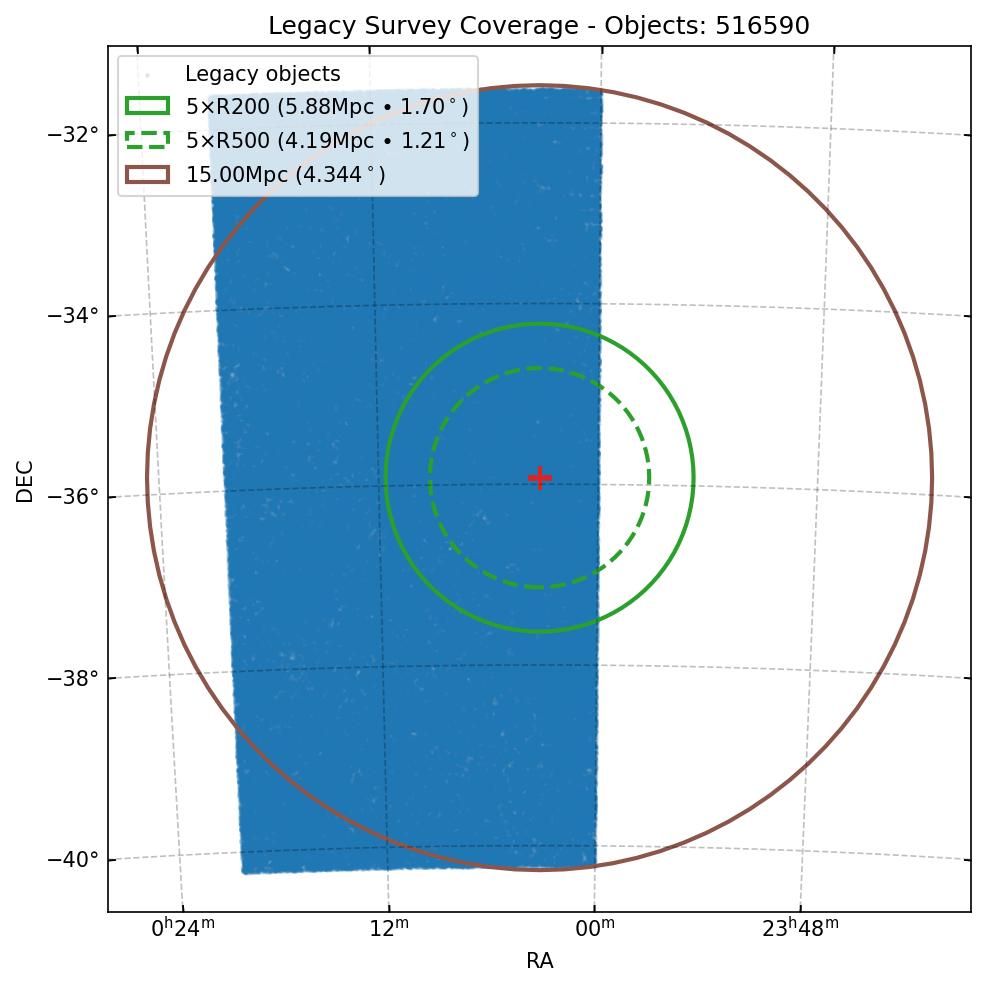 Legacy Survey Coverage - Objects: 516590
Legacy objects
5×R200 (5.88Mpc • 1.70°)
5×R500 (4.19Mpc • 1.21°)
15.00Mpc (4.344°)
−32°
−34°
−36°
−38°
−40°
DEC
0ʰ24ᵐ 12ᵐ 00ᵐ 23ʰ48ᵐ
RA